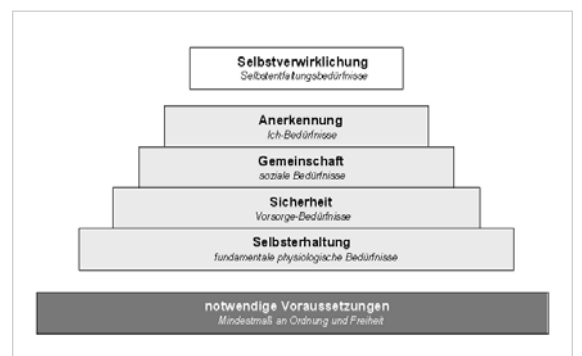 Selbstverwirklichung
Selbstentfaltungsbedürfnisse
Anerkennung
Ich-Bedürfnisse
Gemeinschaft
soziale Bedürfnisse
Sicherheit
Vorsorge-Bedürfnisse
Selbsterhaltung
fundamentale physiologische Bedürfnisse
notwendige Voraussetzungen
Mindestmaß an Ordnung und Freiheit